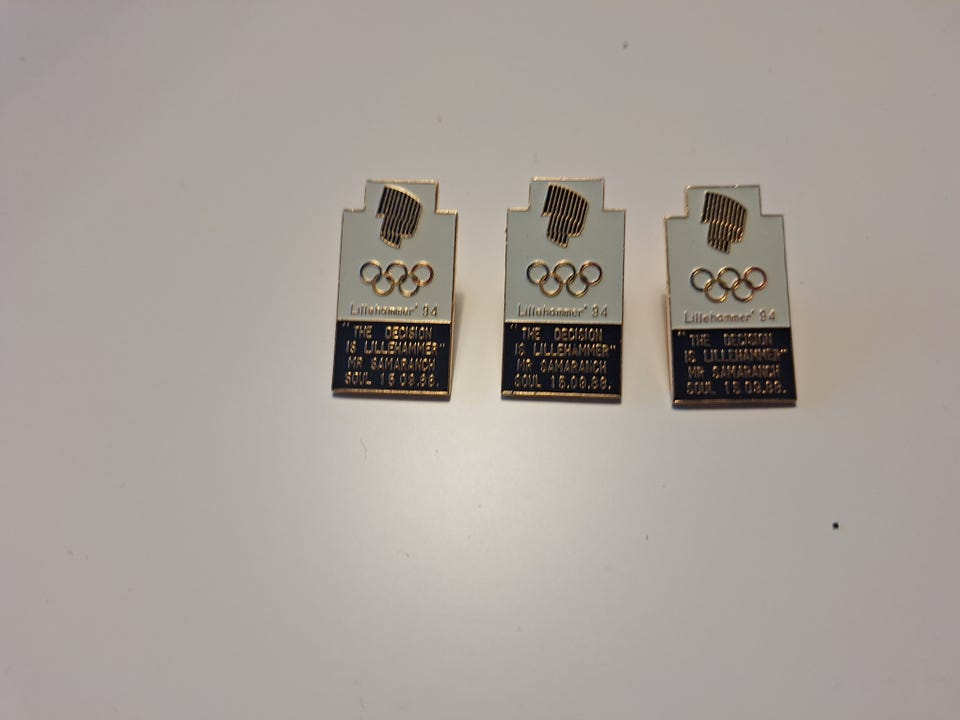 Lillehammer' 94
"THE DECISION
IS LILLEHAMMER"
MR SAMARANCH
SOUL 15.09.88.
Lillehammer' 94
"THE DECISION
IS LILLEHAMMER"
MR SAMARANCH
SOUL 15.09.88.
Lillehammer' 94
"THE DECISION
IS LILLEHAMMER"
MR SAMARANCH
SOUL 15 09.88.